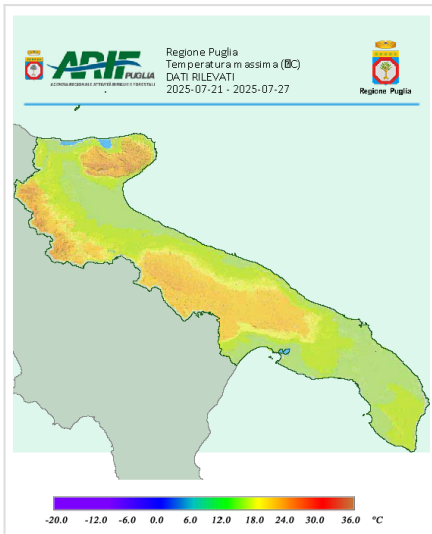 ARIF PUGLIA
Regione Puglia
Temperatura massima (�C)
DATI RILEVATI
2025-07-21 - 2025-07-27
Regione Puglia
-20.0 -12.0 -6.0 0.0 6.0 12.0 18.0 24.0 30.0 36.0 °C